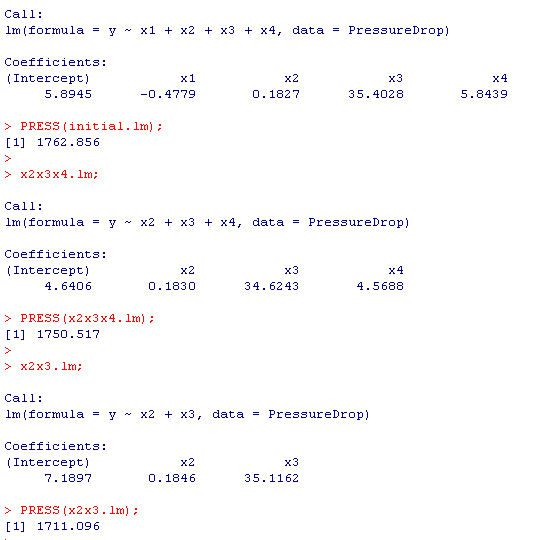 Call:
lm(formula = y ~ x1 + x2 + x3 + x4, data = PressureDrop)
Coefficients:
(Intercept) x1 x2 x3 x4
5.8945 -0.4779 0.1827 35.4028 5.8439
> PRESS(initial.lm);
[1] 1762.856
>
> x2x3x4.lm;
Call:
lm(formula = y ~ x2 + x3 + x4, data = PressureDrop)
Coefficients:
(Intercept) x2 x3 x4
4.6406 0.1830 34.6243 4.5688
> PRESS(x2x3x4.lm);
[1] 1750.517
>
> x2x3.lm;
Call:
lm(formula = y ~ x2 + x3, data = PressureDrop)
Coefficients:
(Intercept) x2 x3
7.1897 0.1846 35.1162
> PRESS(x2x3.lm);
[1] 1711.096